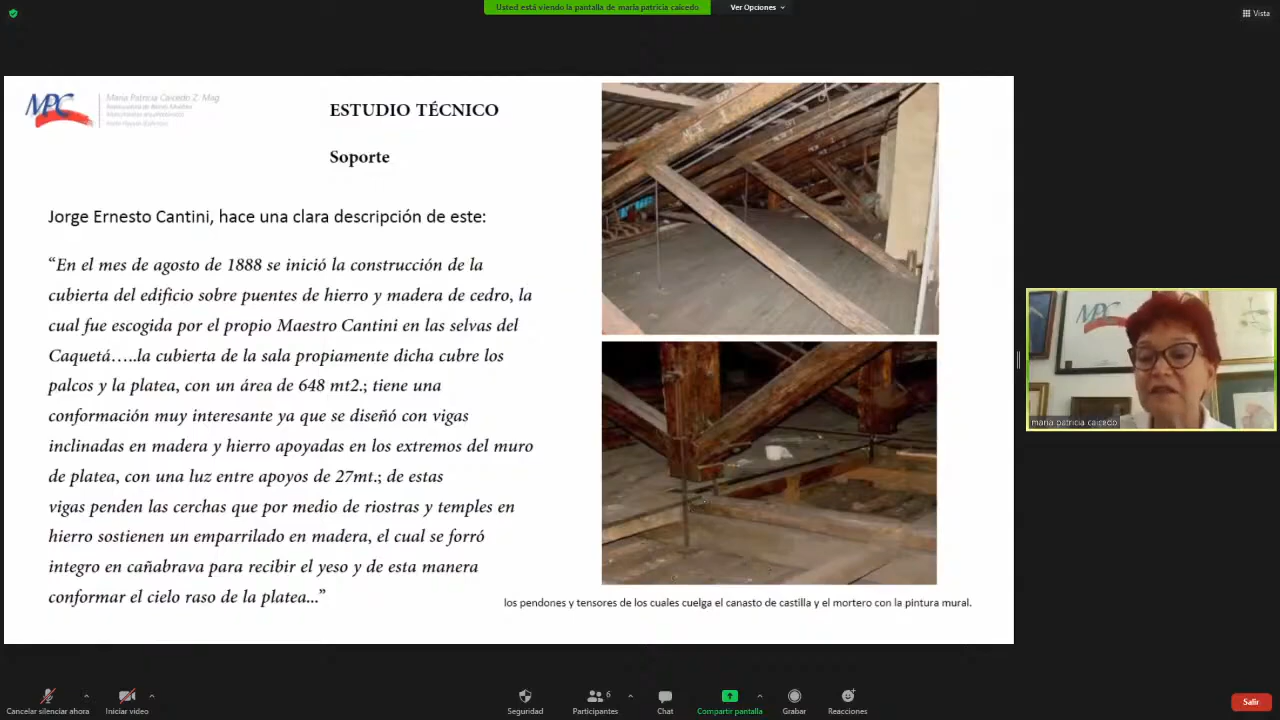 Usted está viendo la pantalla de maria patricia caicedo
Ver Opciones
Vista
MPC
Maria Patricia Caicedo Z. Mag.
ESTUDIO TÉCNICO
Soporte
Jorge Ernesto Cantini, hace una clara descripción de este:
“En el mes de agosto de 1888 se inició la construcción de la
cubierta del edificio sobre puentes de hierro y madera de cedro, la
cual fue escogida por el propio Maestro Cantini en las selvas del
Caquetá…..la cubierta de la sala propiamente dicha cubre los
palcos y la platea, con un área de 648 mt2.; tiene una
conformación muy interesante ya que se diseñó con vigas
inclinadas en madera y hierro apoyadas en los extremos del muro
de platea, con una luz entre apoyos de 27mt.; de estas
vigas penden las cerchas que por medio de riostras y temples en
hierro sostienen un emparrilado en madera, el cual se forró
integro en cañabrava para recibir el yeso y de esta manera
conformar el cielo raso de la platea...”
los pendones y tensores de los cuales cuelga el canasto de castilla y el mortero con la pintura mural.
MPC
maria patricia caicedo
Cancelar silenciar ahora
Iniciar video
Seguridad
Participantes
6
Chat
Compartir pantalla
Grabar
Reacciones
Salir